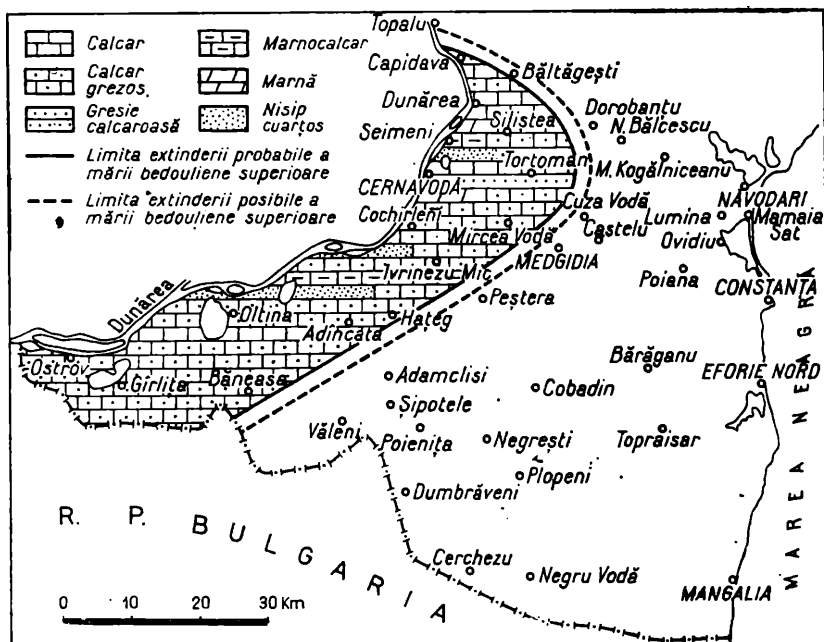 Calcar
Marnocalcar
Calcar
grezos
Marnă
Gresie
calcaroasă
Nisip
cuarțos
Limita extinderii probabile a
mării bedouliene superioare
Limita extinderii posibile a
mării bedouliene superioare
Topalu
Capidava
Băltăgești
Dunărea
Dorobanțu
Siliștea
N. Bălcescu
Seimeni
Tortoman
M. Kogălniceanu
CERNAVODĂ
NĂVODARI
Cuza Vodă
Lumina
Mamaia
Sat
Cochirleni
Castelu
Ovidiu
Mircea Vodă
MEDGIDIA
Ivrinezu Mic
Poiana
CONSTANȚA
Peștera
Dunărea
Oltina
Hațeg
Adîncata
Ostrov
Gîrlița
Băneasa
Adamclisi
Bărăganu
EFORIE NORD
Cobadin
Șipotele
Văleni
Poienița
Negrești
Topraisar
Plopeni
Dumbrăveni
Cerchezu
Negru Vodă
MANGALIA
R. P. BULGARIA
MAREA NEAGRĂ
0 10 20 30 Km